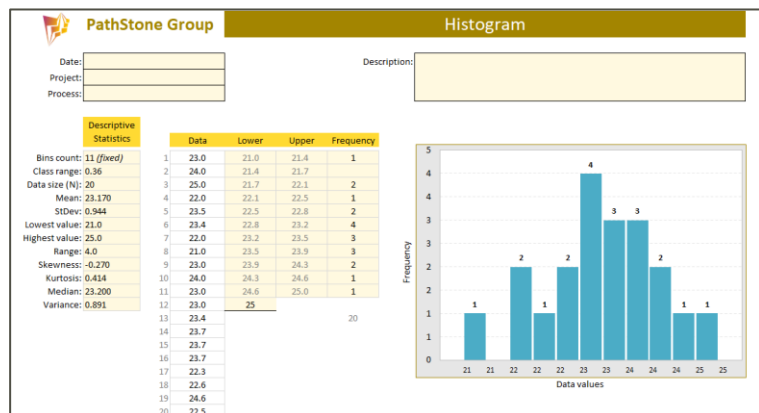 PathStone Group Histogram
Date: Description:
Project:
Process:
Descriptive
Statistics
Data Lower Upper Frequency
Bins count: 11 (fixed) 1 23.0 21.0 21.4 1
Class range: 0.36 2 24.0 21.4 21.7
Data size (N): 20 3 25.0 21.7 22.1 2
Mean: 23.170 4 22.0 22.1 22.5 1
StDev: 0.944 5 23.5 22.5 22.8 2
Lowest value: 21.0 6 23.4 22.8 23.2 4
Highest value: 25.0 7 22.0 23.2 23.5 3
Range: 4.0 8 21.0 23.5 23.9 3
Skewness: -0.270 9 23.0 23.9 24.3 2
Kurtosis: 0.414 10 24.0 24.3 24.6 1
Median: 23.200 11 23.0 24.6 25.0 1
Variance: 0.891 12 23.0 25
13 23.4 20
14 23.7
15 23.7
16 23.7
17 22.3
18 22.6
19 24.6
20 22.5
Frequency
5
4
4
3
3
2
2
1
1
0
1 2 1 2 4 3 3 2 1 1
21 21 22 22 22 23 23 24 24 24 25 25
Data values